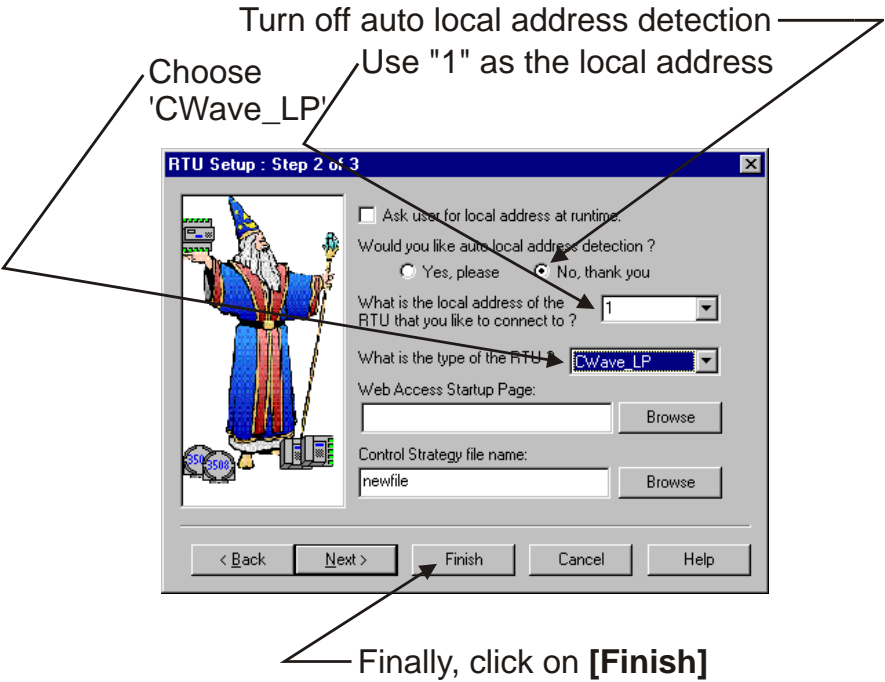 Turn off auto local address detection
Use "1" as the local address
Choose
'CWave_LP'
RTU Setup : Step 2 of 3
Ask user for local address at runtime.
Would you like auto local address detection ?
Yes, please
No, thank you
What is the local address of the
RTU that you like to connect to ?
1
What is the type of the RTU ?
CWave_LP
Web Access Startup Page:
Browse
Control Strategy file name:
newfile
Browse
350
3508
< Back
Next >
Finish
Cancel
Help
Finally, click on [Finish]